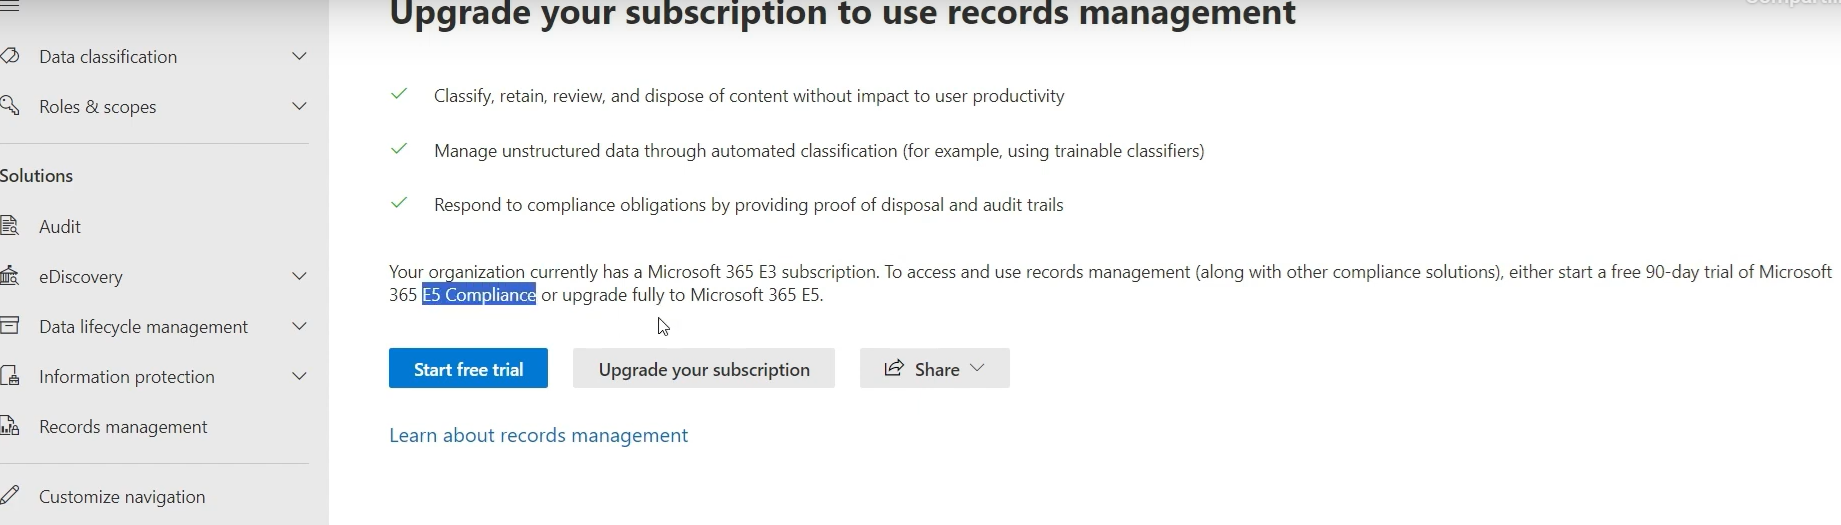 Upgrade your subscription to use records management
Data classification
Roles & scopes
Solutions
Audit
eDiscovery
Data lifecycle management
Information protection
Records management
Customize navigation
Classify, retain, review, and dispose of content without impact to user productivity
Manage unstructured data through automated classification (for example, using trainable classifiers)
Respond to compliance obligations by providing proof of disposal and audit trails
Your organization currently has a Microsoft 365 E3 subscription. To access and use records management (along with other compliance solutions), either start a free 90-day trial of Microsoft
365 E5 Compliance or upgrade fully to Microsoft 365 E5.
Start free trial
Upgrade your subscription
Share
Learn about records management